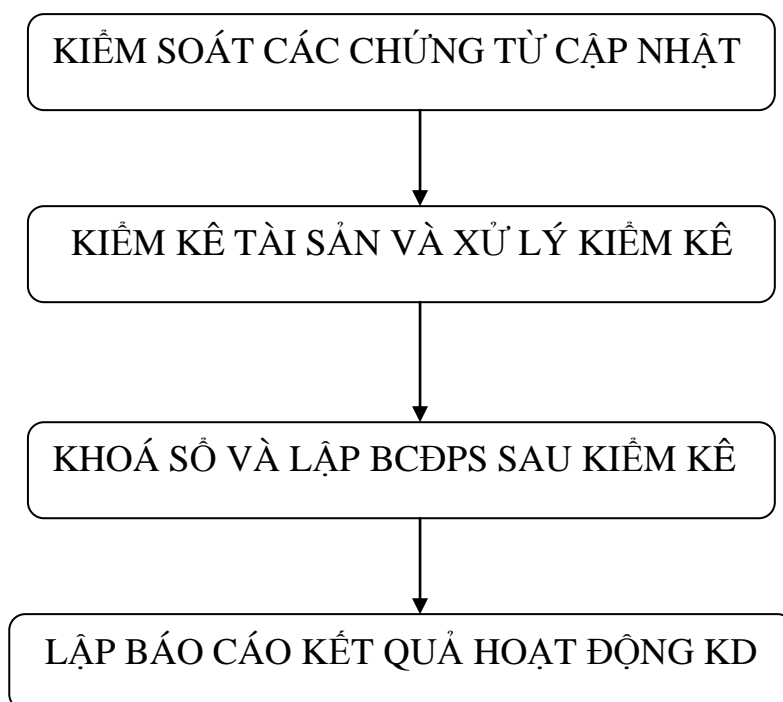 KIỂM SOÁT CÁC CHỨNG TỪ CẬP NHẬT
KIỂM KÊ TÀI SẢN VÀ XỬ LÝ KIỂM KÊ
KHOÁ SỔ VÀ LẬP BCĐPS SAU KIỂM KÊ
LẬP BÁO CÁO KẾT QUẢ HOẠT ĐỘNG KD